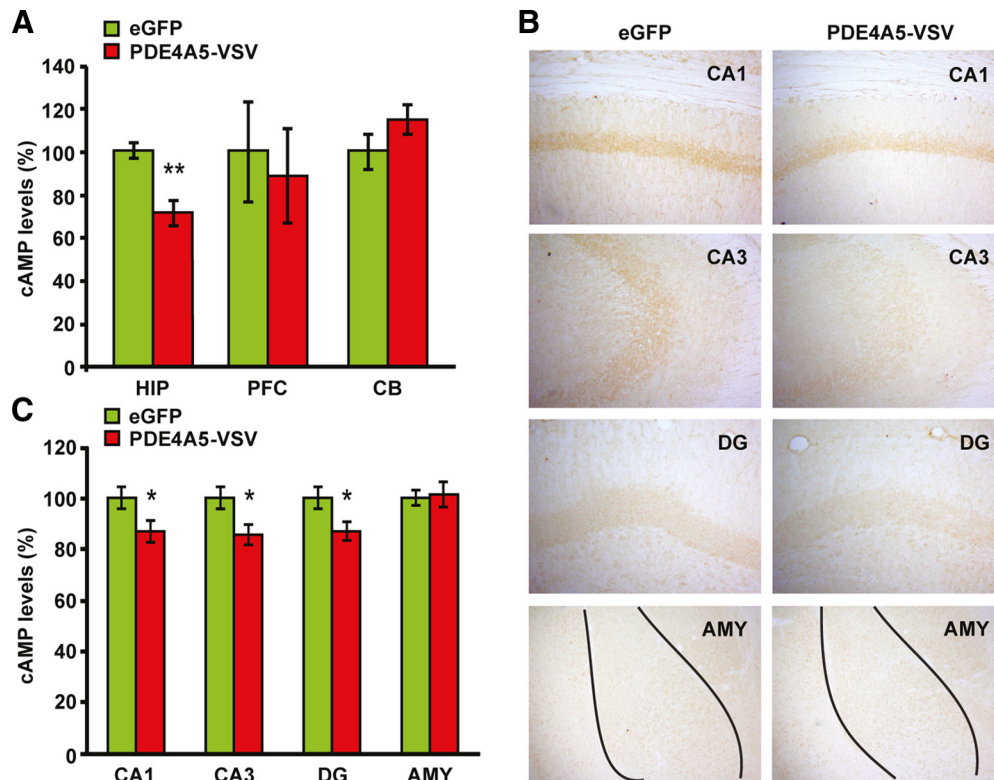 A
eGFP
PDE4A5-VSV
cAMP levels (%)
140
120
100
80
60
40
20
0
**
HIP PFC CB
B
eGFP PDE4A5-VSV
CA1 CA1
CA3 CA3
DG DG
AMY AMY
C
eGFP
PDE4A5-VSV
cAMP levels (%)
120
100
80
60
40
20
0
* * *
CA1 CA3 DG AMY